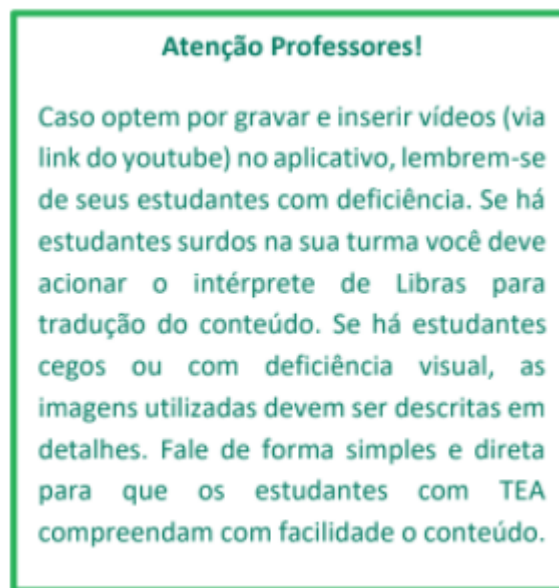 Atenção Professores!
Caso optem por gravar e inserir vídeos (via
link do youtube) no aplicativo, lembrem-se
de seus estudantes com deficiência. Se há
estudantes surdos na sua turma você deve
acionar o intérprete de Libras para
tradução do conteúdo. Se há estudantes
cegos ou com deficiência visual, as
imagens utilizadas devem ser descritas em
detalhes. Fale de forma simples e direta
para que os estudantes com TEA
compreendam com facilidade o conteúdo.